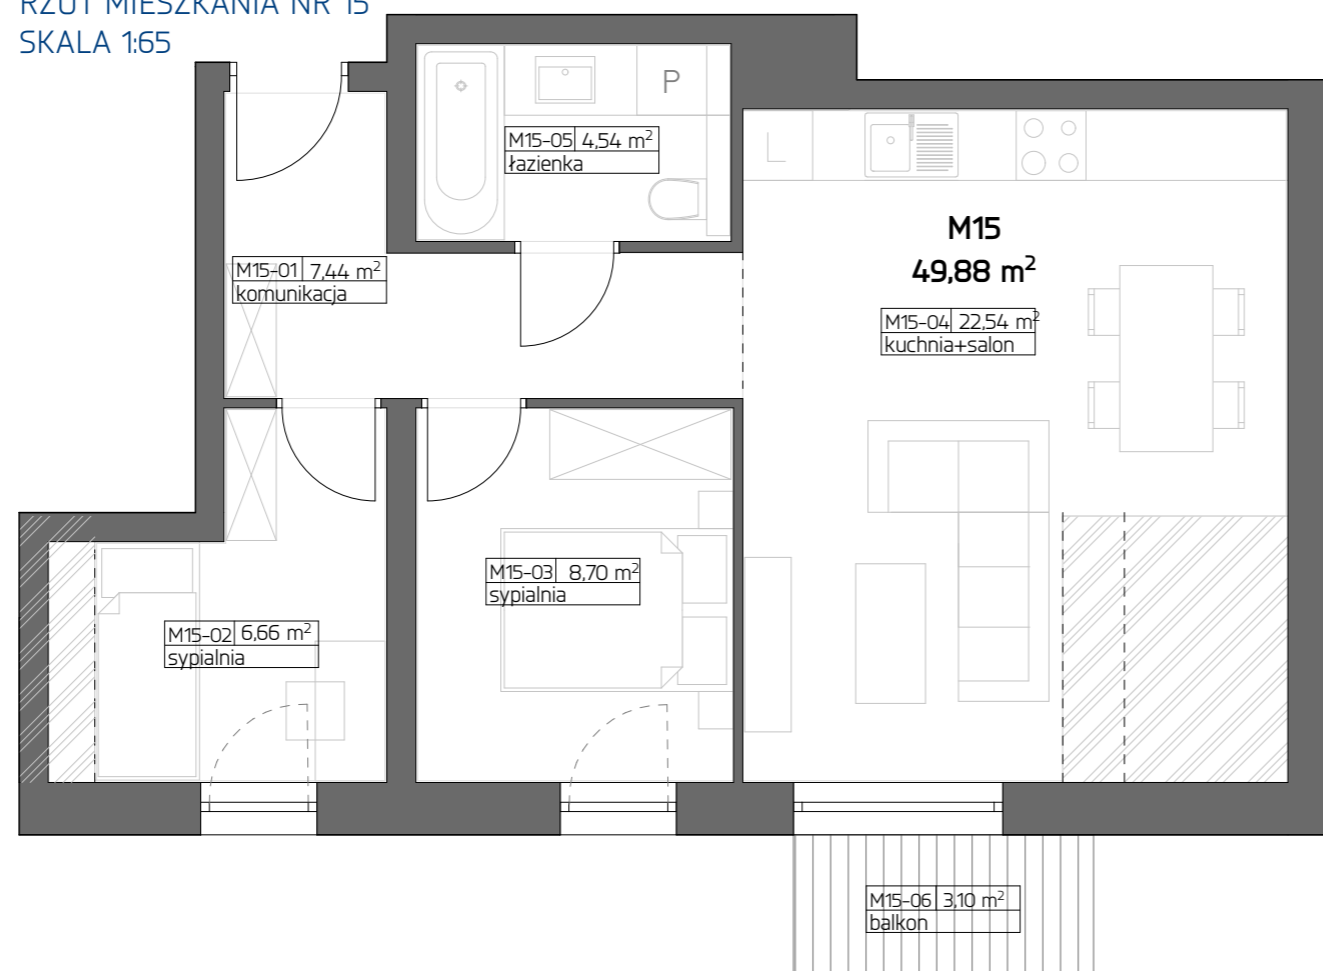 RZUT MIESZKANIA NR 15
SKALA 1:65
P
M15-05 4,54 m²
łazienka
L
M15
49,88 m²
M15-01 7,44 m²
komunikacja
M15-04 22,54 m²
kuchnia+salon
M15-03 8,70 m²
sypialnia
M15-02 6,66 m²
sypialnia
M15-06 3,10 m²
balkon